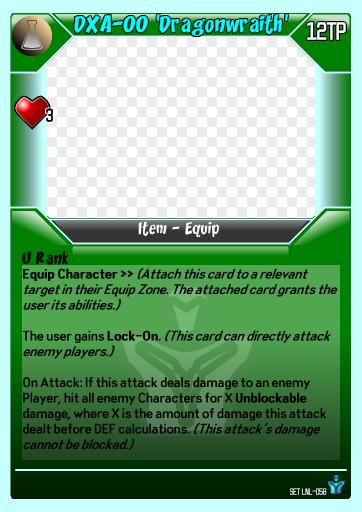 DXA-00 'Dragonwraith'
12TP
3
Item - Equip
U Rank
Equip Character >> (Attach this card to a relevant
target in their Equip Zone. The attached card grants the
user its abilities.)
The user gains Lock-On. (This card can directly attack
enemy players.)
On Attack: If this attack deals damage to an enemy
Player, hit all enemy Characters for X Unblockable
damage, where X is the amount of damage this attack
dealt before DEF calculations. (This attack's damage
cannot be blocked.)
SET LNL-058